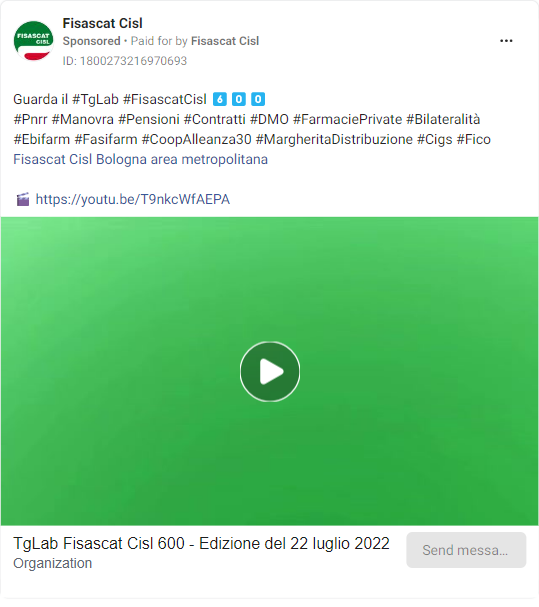 FISASCAT
CISL
Fisascat Cisl
Sponsored • Paid for by Fisascat Cisl
ID: 1800273216970693
Guarda il #TgLab #FisascatCisl 6️⃣ 0️⃣ 0️⃣
#Pnrr #Manovra #Pensioni #Contratti #DMO #FarmaciePrivate #Bilateralità
#Ebifarm #Fasifarm #CoopAlleanza30 #MargheritaDistribuzione #Cigs #Fico
Fisascat Cisl Bologna area metropolitana
🎬 https://youtu.be/T9nkcWfAEPA
TgLab Fisascat Cisl 600 - Edizione del 22 luglio 2022
Organization
Send messa...